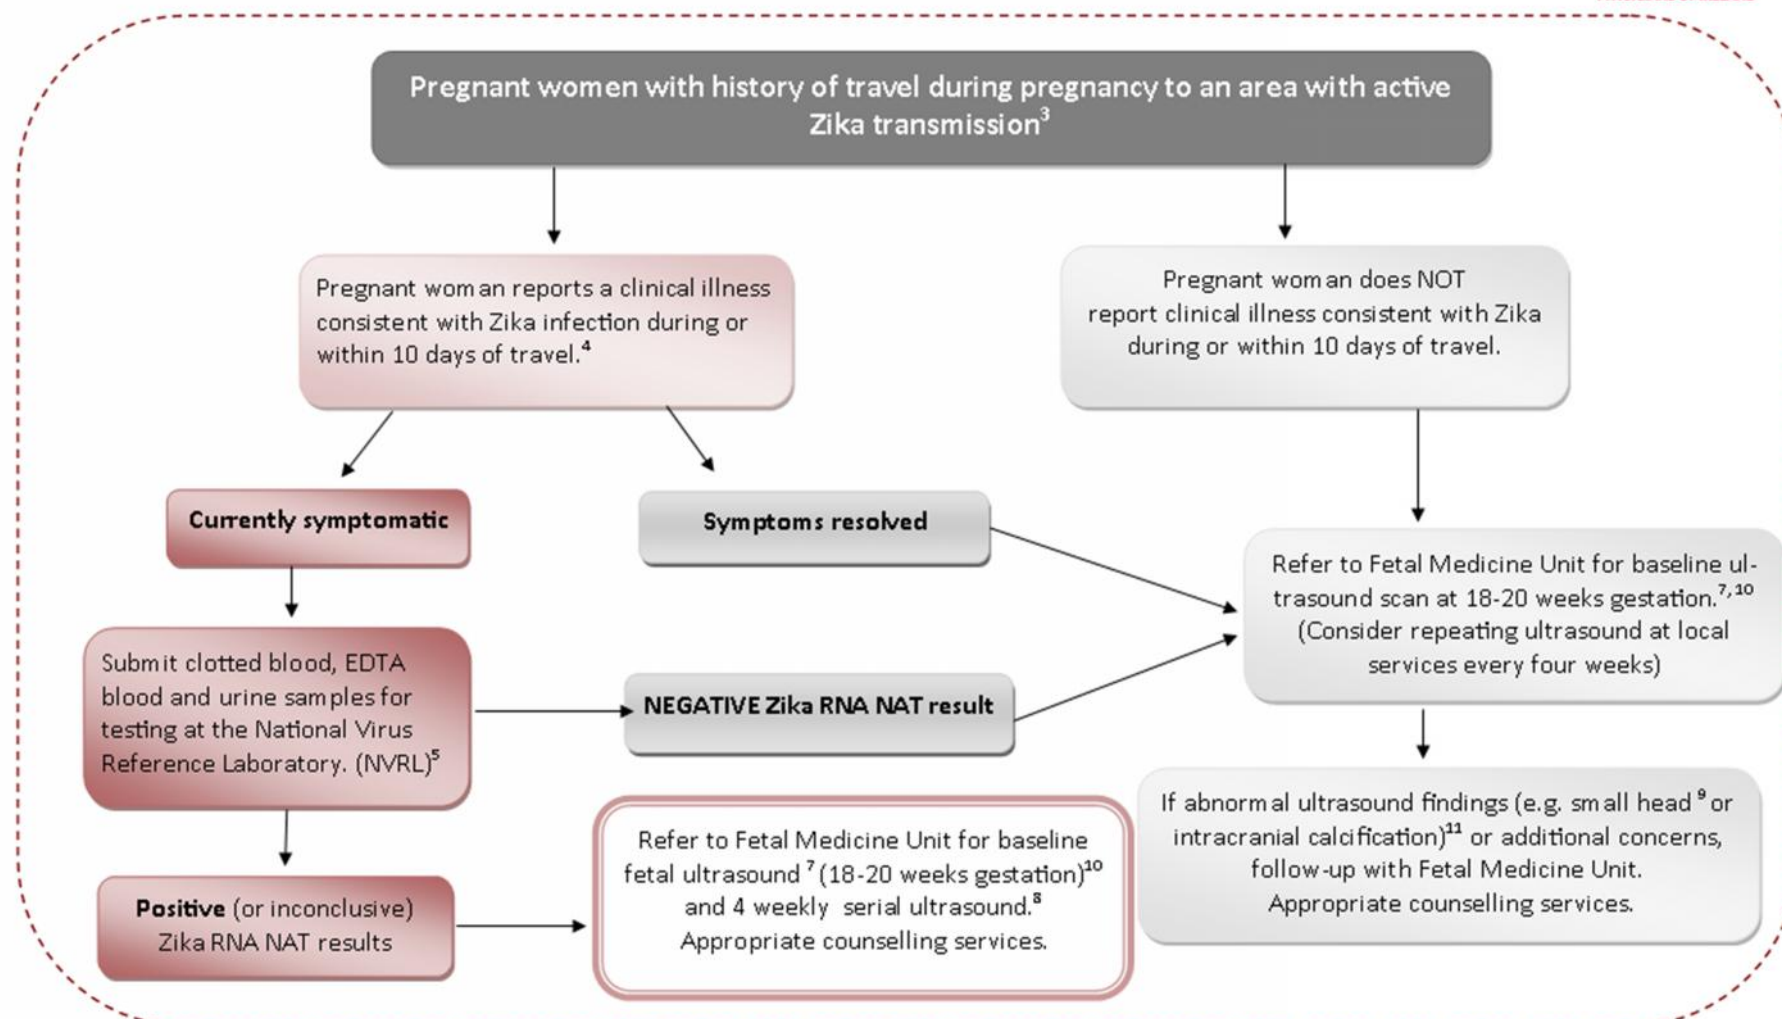 Pregnant women with history of travel during pregnancy to an area with active
Zika transmission³
Pregnant woman reports a clinical illness
consistent with Zika infection during or
within 10 days of travel.⁴
Pregnant woman does NOT
report clinical illness consistent with Zika
during or within 10 days of travel.
Currently symptomatic
Symptoms resolved
Refer to Fetal Medicine Unit for baseline ul-
trasound scan at 18-20 weeks gestation.⁷,¹⁰
(Consider repeating ultrasound at local
services every four weeks)
Submit clotted blood, EDTA
blood and urine samples for
testing at the National Virus
Reference Laboratory. (NVRL)⁵
NEGATIVE Zika RNA NAT result
If abnormal ultrasound findings (e.g. small head ⁹ or
intracranial calcification)¹¹ or additional concerns,
follow-up with Fetal Medicine Unit.
Appropriate counselling services.
Positive (or inconclusive)
Zika RNA NAT results
Refer to Fetal Medicine Unit for baseline
fetal ultrasound ⁷ (18-20 weeks gestation)¹⁰
and 4 weekly serial ultrasound.⁸
Appropriate counselling services.